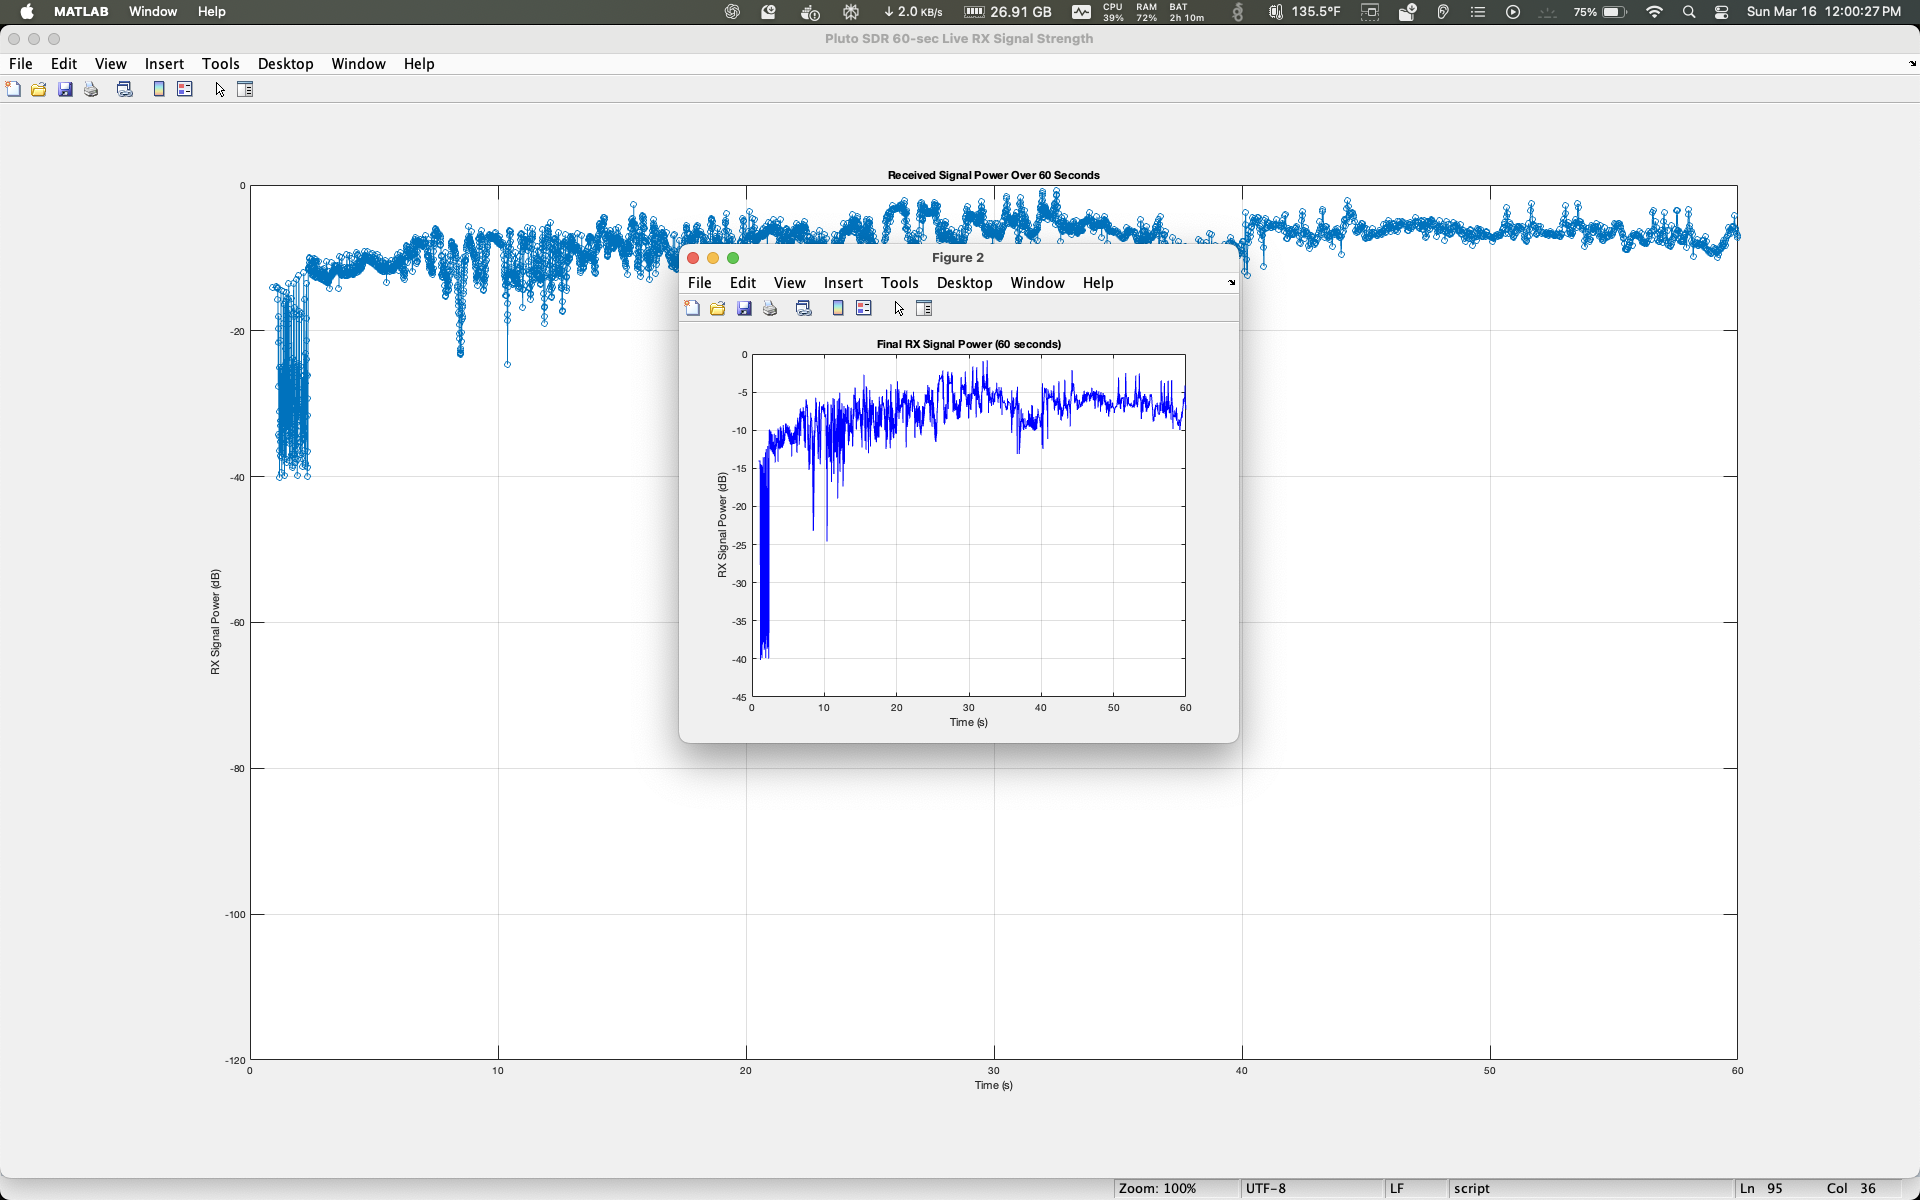 MATLAB Window Help 2.0 KB/s 26.91 GB CPU 39% RAM 72% BAT 2h 10m 135.5°F 75% Sun Mar 16 12:00:27 PM
Pluto SDR 60-sec Live RX Signal Strength
File Edit View Insert Tools Desktop Window Help
Received Signal Power Over 60 Seconds
0
-20
-40
-60
-80
-100
-120
RX Signal Power (dB)
0 10 20 30 40 50 60
Time (s)
Figure 2
File Edit View Insert Tools Desktop Window Help
Final RX Signal Power (60 seconds)
0
-5
-10
-15
-20
-25
-30
-35
-40
-45
RX Signal Power (dB)
0 10 20 30 40 50 60
Time (s)
Zoom: 100% UTF-8 LF script Ln 95 Col 36